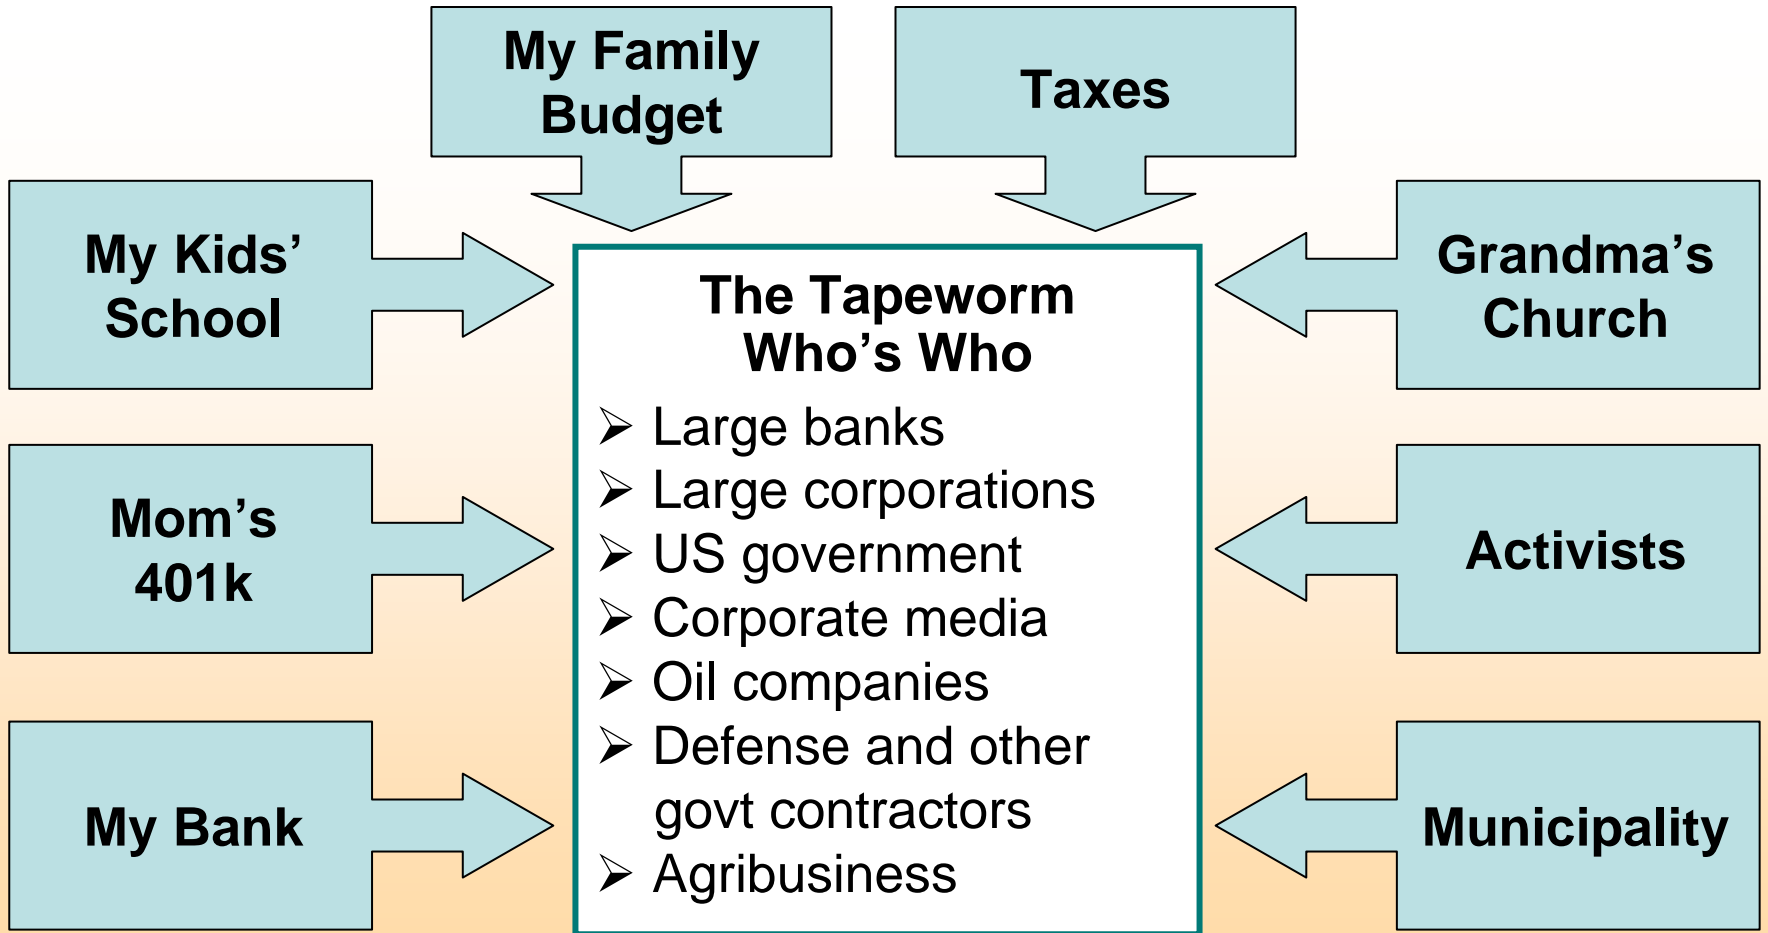 My Family
Budget
Taxes
My Kids’
School
Grandma’s
Church
The Tapeworm
Who’s Who
➢ Large banks
➢ Large corporations
➢ US government
➢ Corporate media
➢ Oil companies
➢ Defense and other
govt contractors
➢ Agribusiness
Mom’s
401k
Activists
My Bank
Municipality